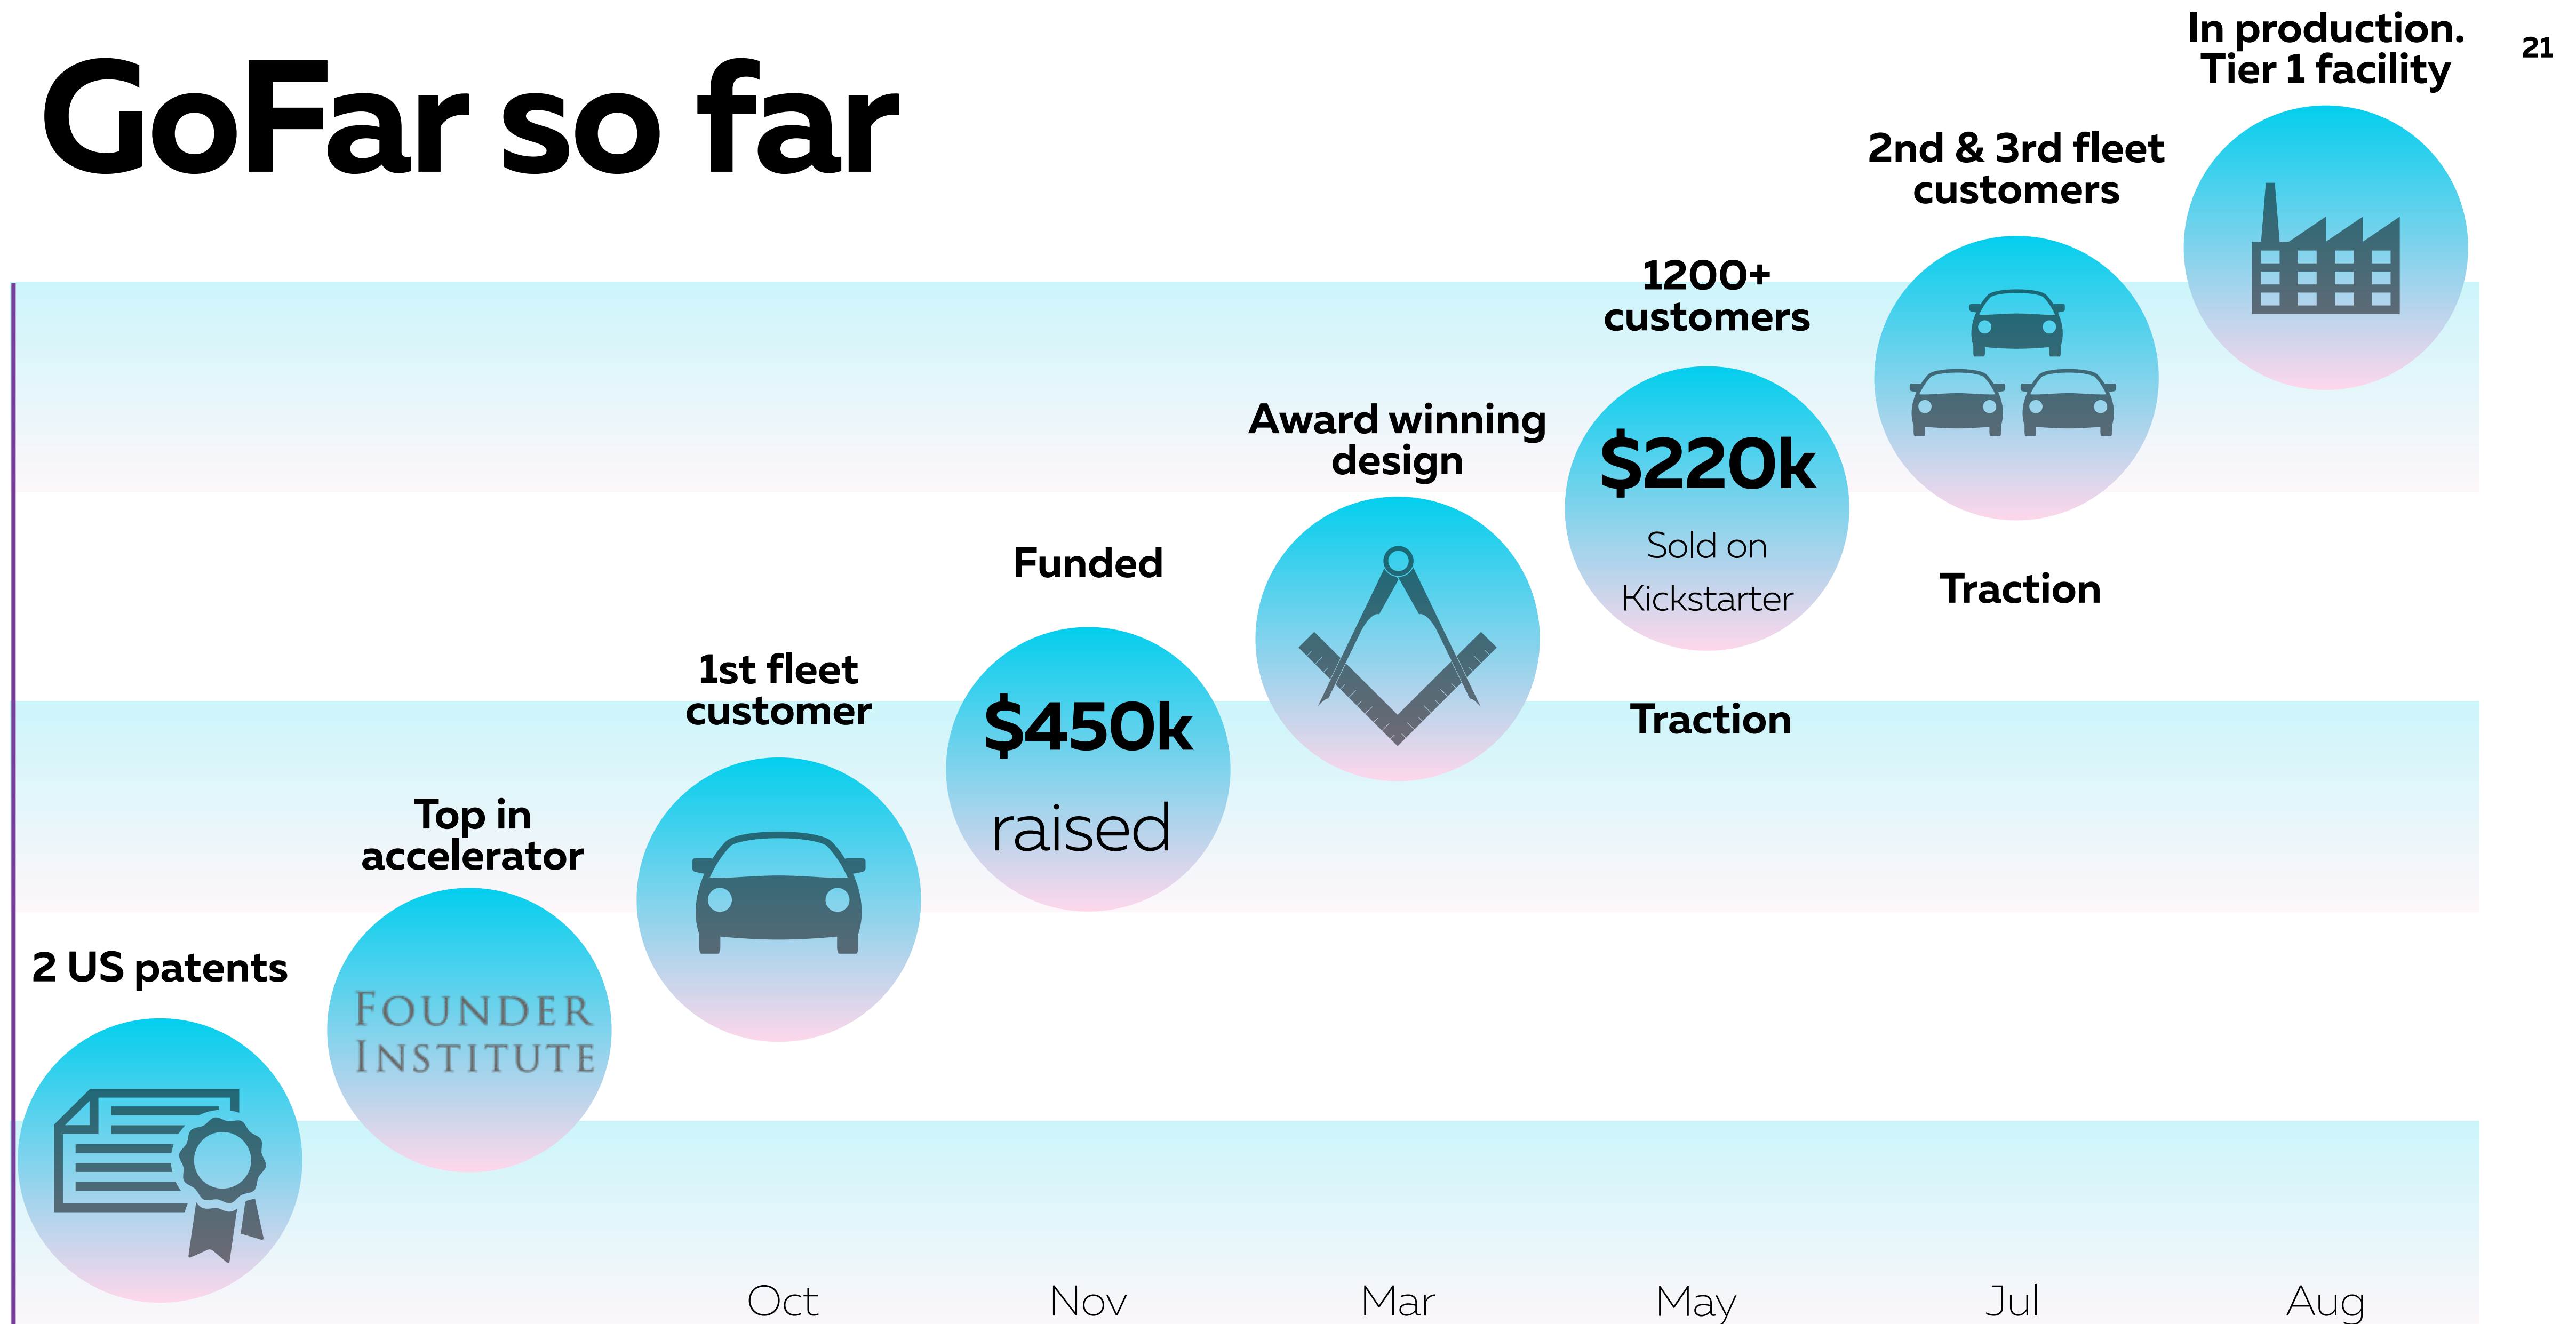 GoFar so far
21
2 US patents
Top in
accelerator
FOUNDER
INSTITUTE
1st fleet
customer
Funded
$450k
raised
Award winning
design
1200+
customers
$220k
Sold on
Kickstarter
Traction
2nd & 3rd fleet
customers
Traction
In production.
Tier 1 facility
Oct
Nov
Mar
May
Jul
Aug